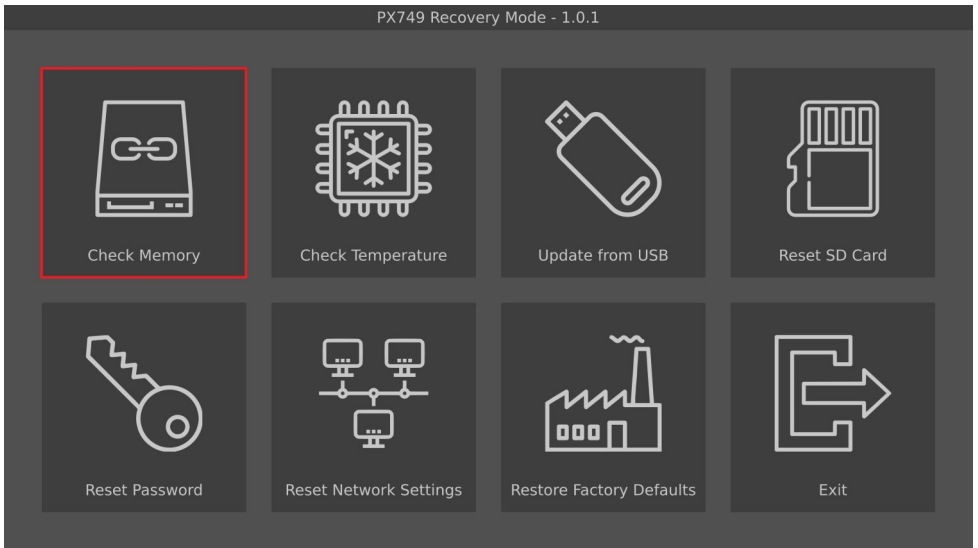 PX749 Recovery Mode - 1.0.1
Check Memory
Check Temperature
Update from USB
Reset SD Card
Reset Password
Reset Network Settings
Restore Factory Defaults
Exit